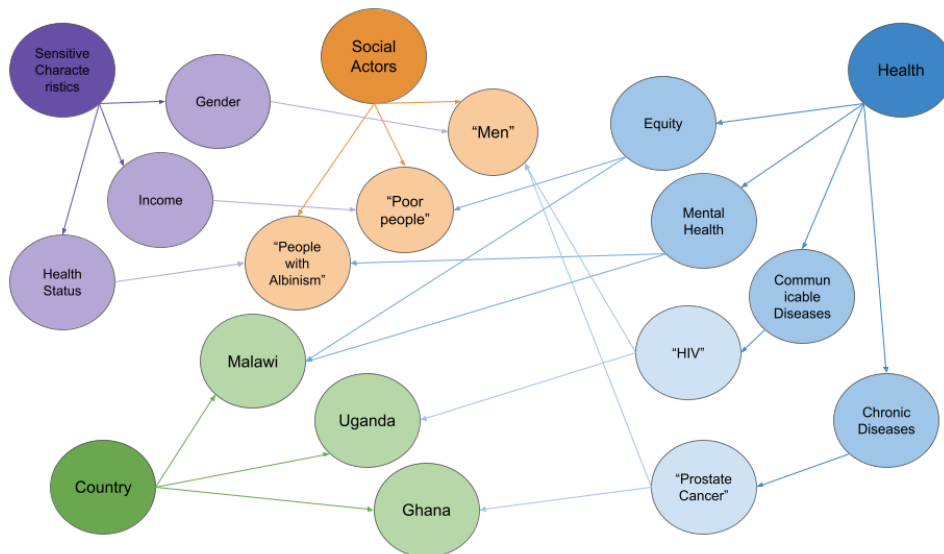 Sensitive
Characte
ristics
Social
Actors
Health
Gender
“Men”
Equity
Income
“Poor
people”
Mental
Health
“People
with
Albinism”
Health
Status
Commun
icable
Diseases
Malawi
“HIV”
Uganda
Chronic
Diseases
Country
“Prostate
Cancer”
Ghana